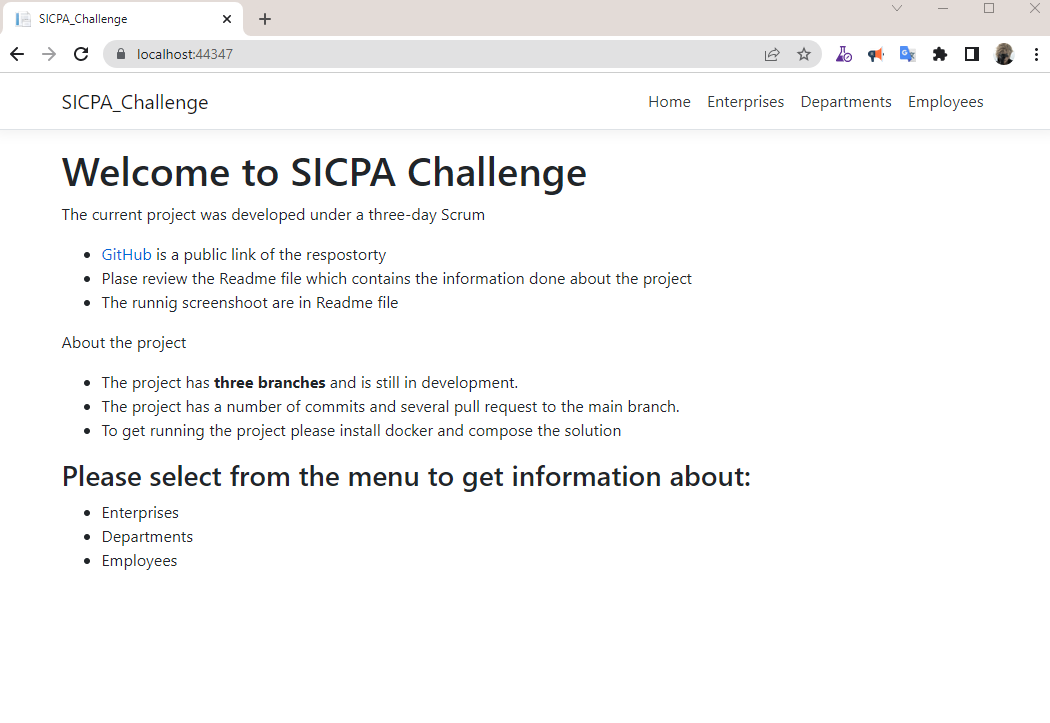 SICPA_Challenge
localhost:44347
SICPA_Challenge Home Enterprises Departments Employees
Welcome to SICPA Challenge
The current project was developed under a three-day Scrum
GitHub is a public link of the respostorty
Plase review the Readme file which contains the information done about the project
The runnig screenshoot are in Readme file
About the project
The project has three branches and is still in development.
The project has a number of commits and several pull request to the main branch.
To get running the project please install docker and compose the solution
Please select from the menu to get information about:
Enterprises
Departments
Employees